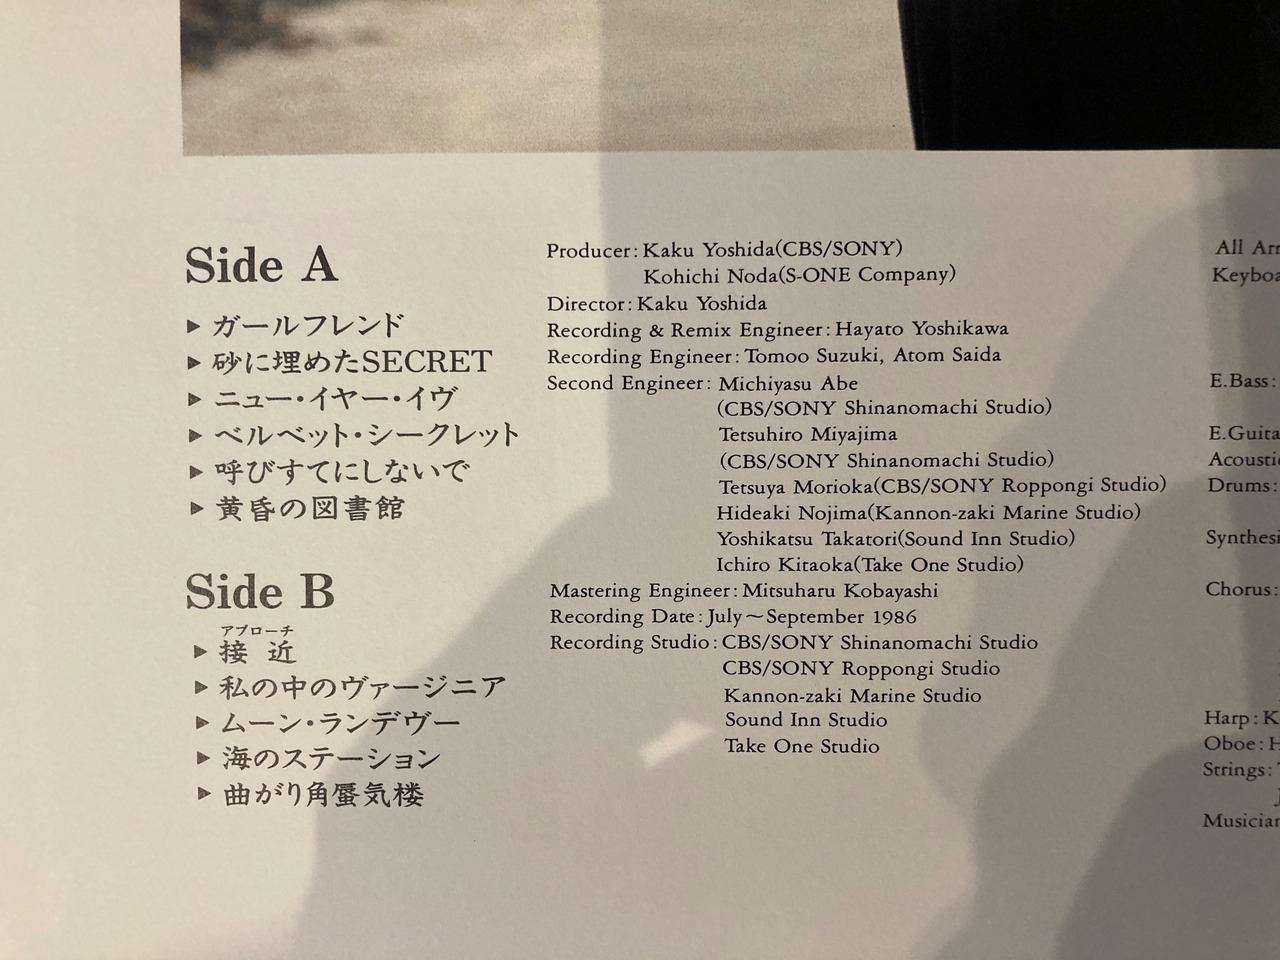 Side A
▶ ガールフレンド
▶ 砂に埋めたSECRET
▶ ニュー・イヤー・イヴ
▶ ベルベット・シークレット
▶ 呼びすてにしないで
▶ 黄昏の図書館
Side B
アプローチ
▶ 接 近
▶ 私の中のヴァージニア
▶ ムーン・ランデヴー
▶ 海のステーション
▶ 曲がり角蜃気楼
Producer: Kaku Yoshida(CBS/SONY)
Kohichi Noda(S-ONE Company)
Director: Kaku Yoshida
Recording & Remix Engineer: Hayato Yoshikawa
Recording Engineer: Tomoo Suzuki, Atom Saida
Second Engineer: Michiyasu Abe
(CBS/SONY Shinanomachi Studio)
Tetsuhiro Miyajima
(CBS/SONY Shinanomachi Studio)
Tetsuya Morioka(CBS/SONY Roppongi Studio)
Hideaki Nojima(Kannon-zaki Marine Studio)
Yoshikatsu Takatori(Sound Inn Studio)
Ichiro Kitaoka(Take One Studio)
Mastering Engineer: Mitsuharu Kobayashi
Recording Date: July～September 1986
Recording Studio: CBS/SONY Shinanomachi Studio
CBS/SONY Roppongi Studio
Kannon-zaki Marine Studio
Sound Inn Studio
Take One Studio
All Arr
Keyboa
E.Bass:
E.Guita
Acousti
Drums:
Synthesi
Chorus:
Harp: K
Oboe: H
Strings:
Musician